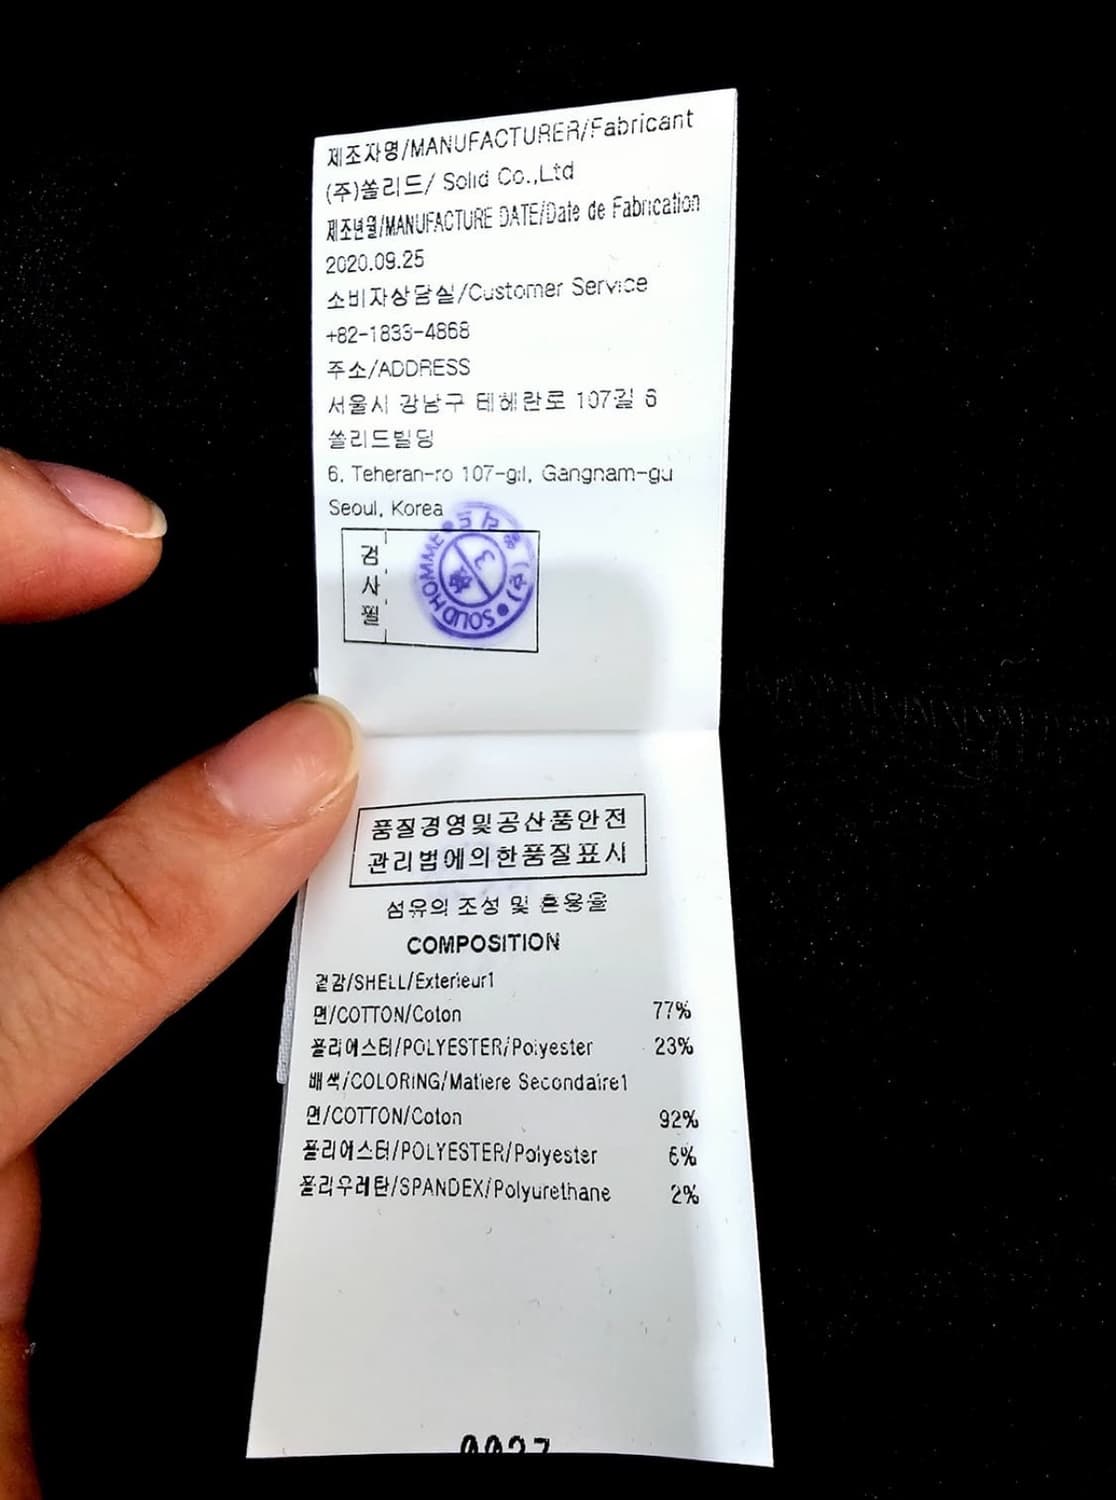 제조자명/MANUFACTURER/Fabricant
(주)쏠리드/ Solid Co.,Ltd
제조년월/MANUFACTURE DATE/Date de Fabrication
2020.09.25
소비자상담실/Customer Service
+82-1833-4868
주소/ADDRESS
서울시 강남구 테헤란로 107길 6
쏠리드빌딩
6, Teheran-ro 107-gil, Gangnam-gu
Seoul, Korea
검사필
SOLID HOMME (주)쏠리드
3
품질경영및공산품안전
관리법에의한품질표시
섬유의 조성 및 혼용율
COMPOSITION
겉감/SHELL/Exterieur1
면/COTTON/Coton 77%
폴리에스터/POLYESTER/Polyester 23%
배색/COLORING/Matiere Secondaire1
면/COTTON/Coton 92%
폴리에스터/POLYESTER/Polyester 6%
폴리우레탄/SPANDEX/Polyurethane 2%